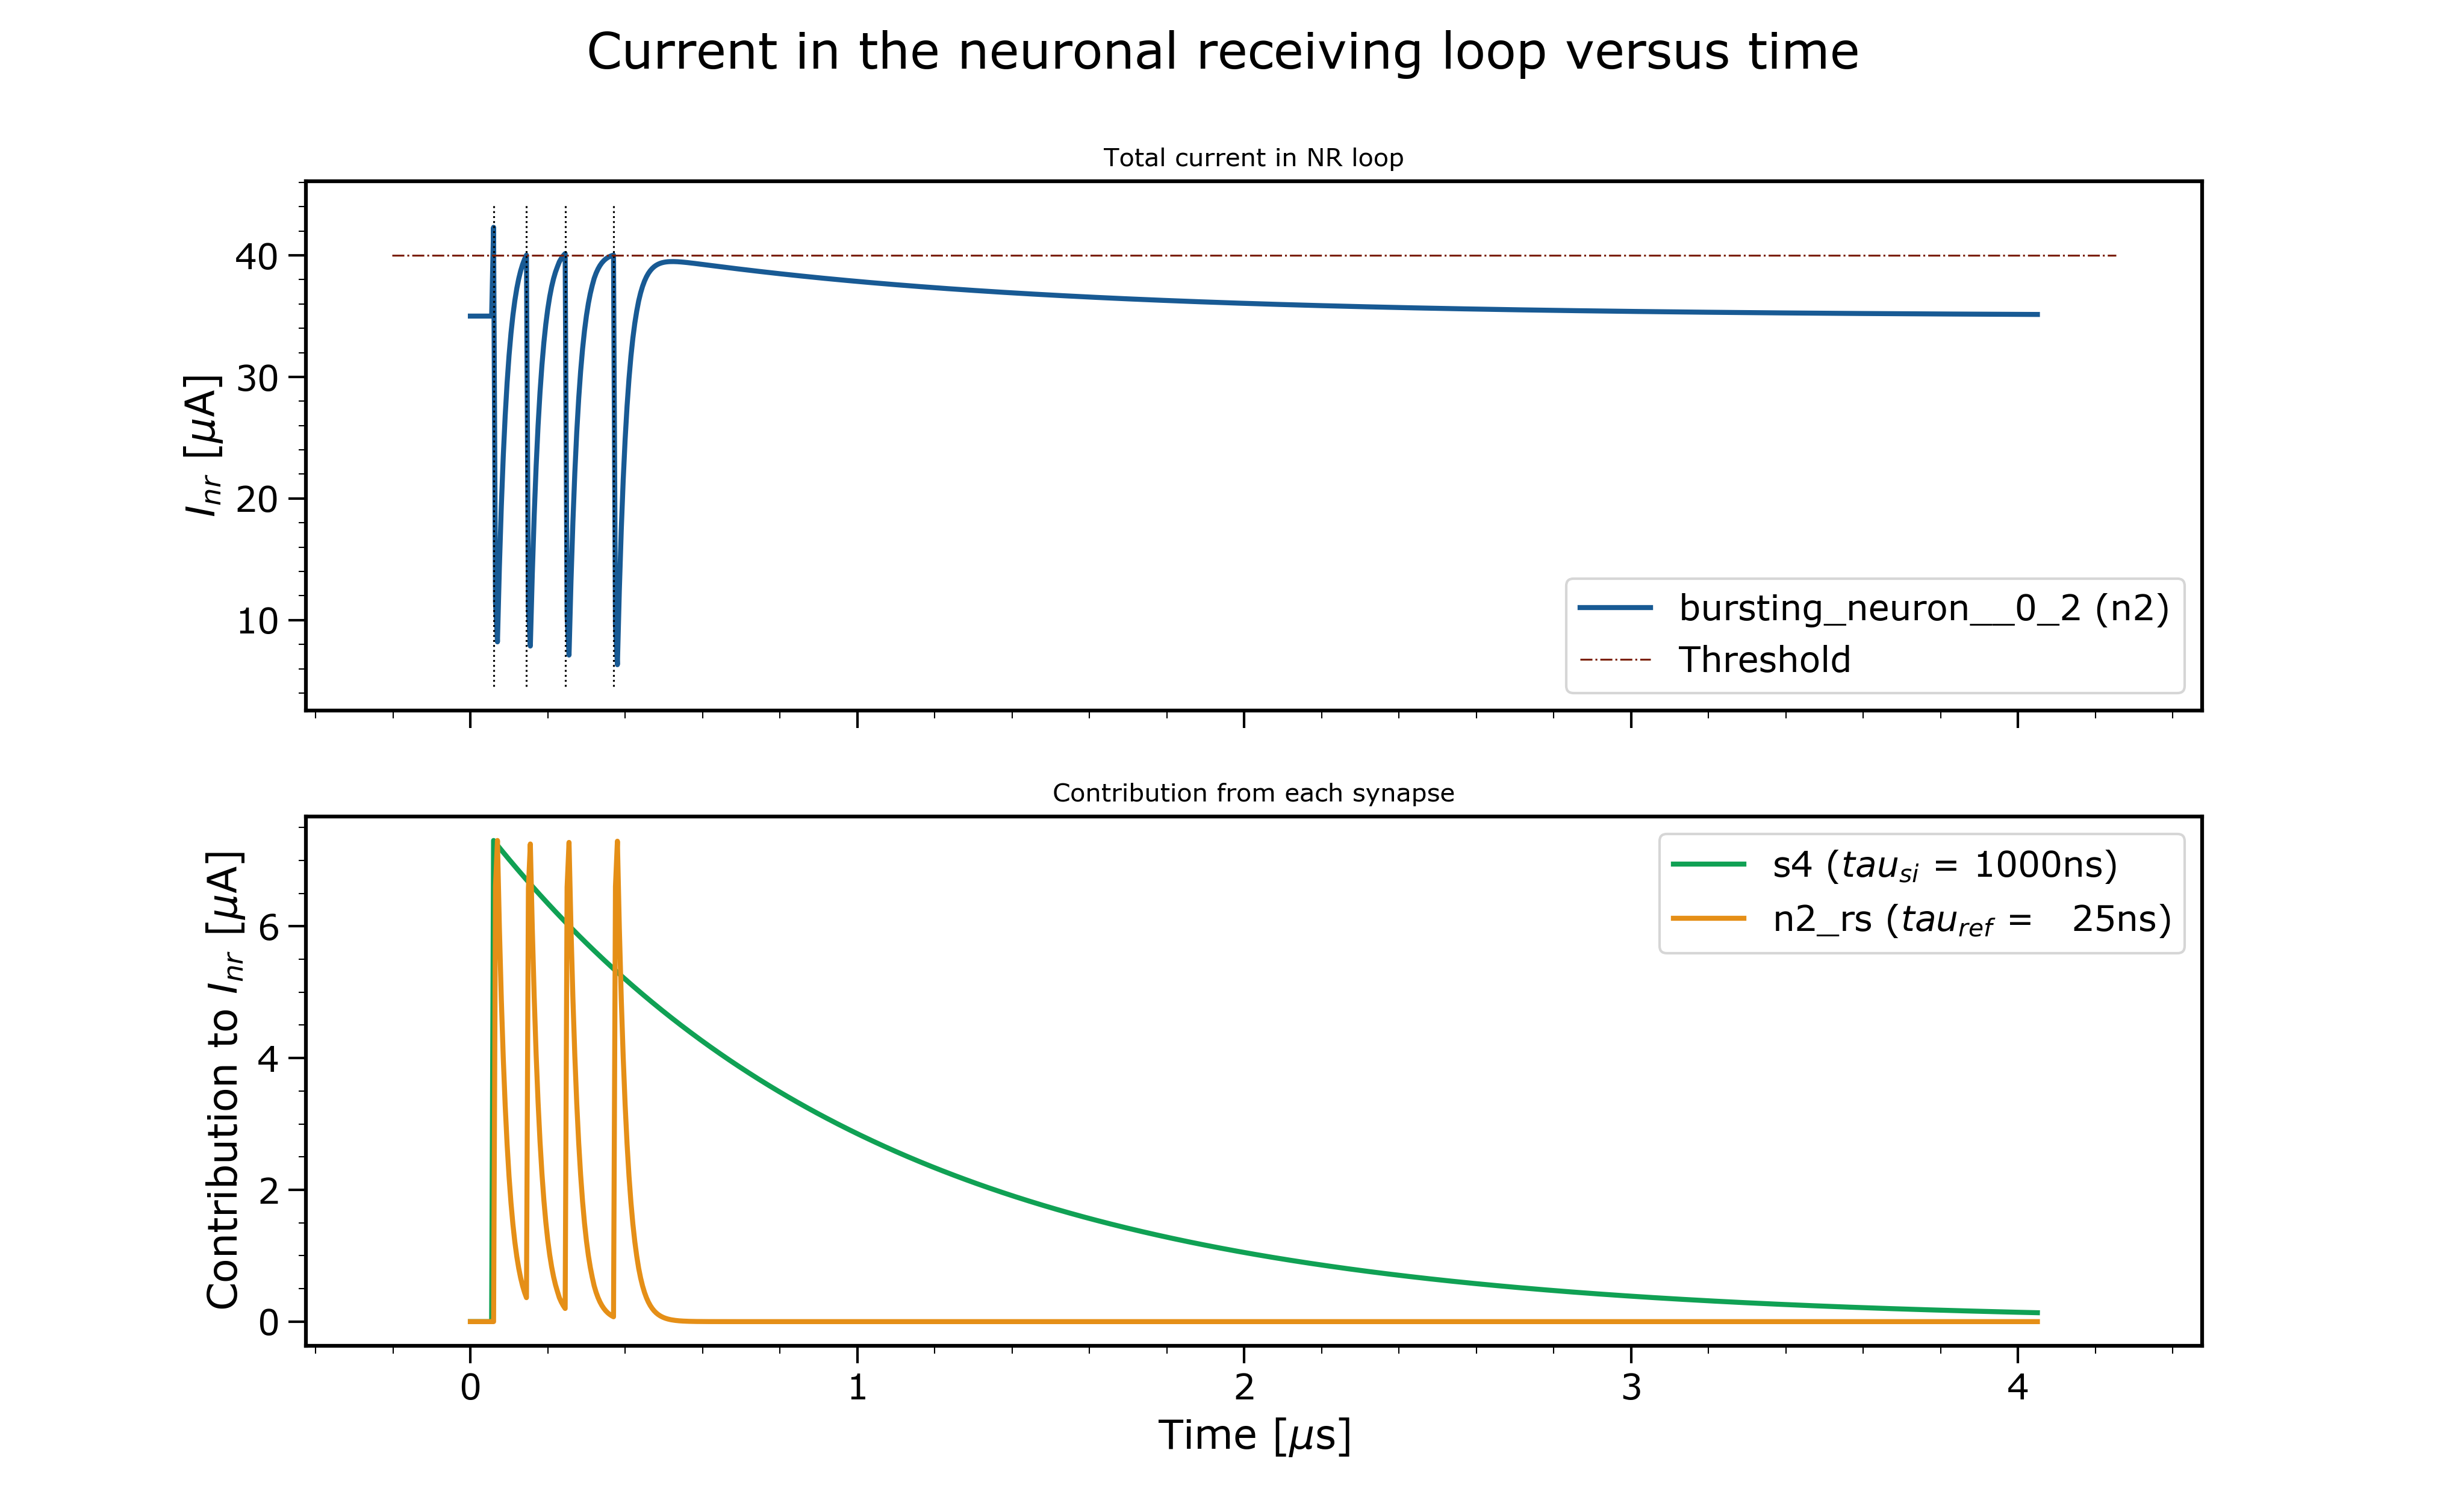 Current in the neuronal receiving loop versus time
Total current in NR loop
40
30
20
10
I_nr [μA]
bursting_neuron__0_2 (n2)
Threshold
Contribution from each synapse
6
4
2
0
Contribution to I_nr [μA]
s4 (tau_si = 1000ns)
n2_rs (tau_ref = 25ns)
0 1 2 3 4
Time [μs]